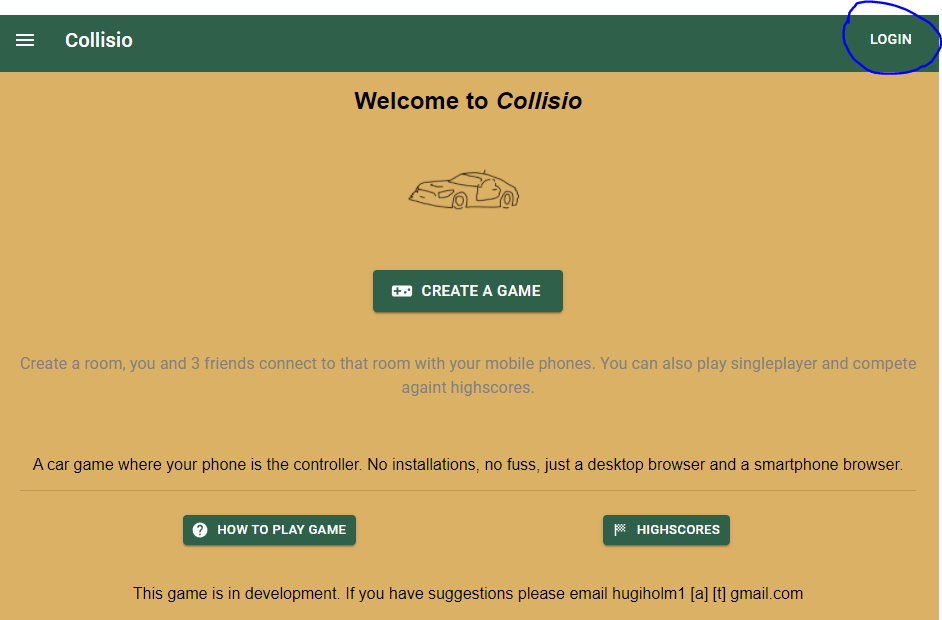 Collisio
LOGIN
Welcome to Collisio
CREATE A GAME
Create a room, you and 3 friends connect to that room with your mobile phones. You can also play singleplayer and compete
againt highscores.
A car game where your phone is the controller. No installations, no fuss, just a desktop browser and a smartphone browser.
HOW TO PLAY GAME
HIGHSCORES
This game is in development. If you have suggestions please email hugiholm1 [a] [t] gmail.com